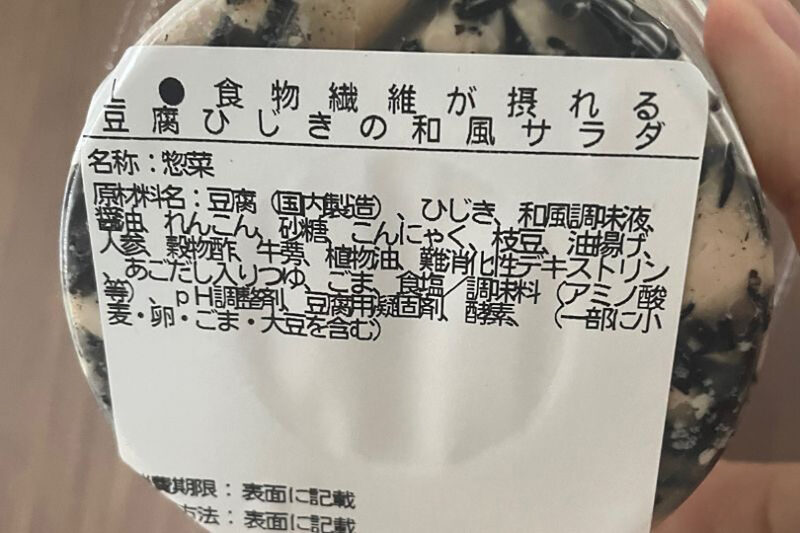 L●食物繊維が摂れる
豆腐ひじきの和風サラダ
名称：惣菜
原材料名：豆腐（国内製造）、ひじき、和風調味液、
醤油、れんこん、砂糖、こんにゃく、枝豆、油揚げ、
人参、穀物酢、牛蒡、植物油、難消化性デキストリン
、あごだし入りつゆ、ごま、食塩／調味料（アミノ酸
等）、pH調整剤、豆腐用凝固剤、酵素、（一部に小
麦・卵・ごま・大豆を含む）
消費期限：表面に記載
方法：表面に記載